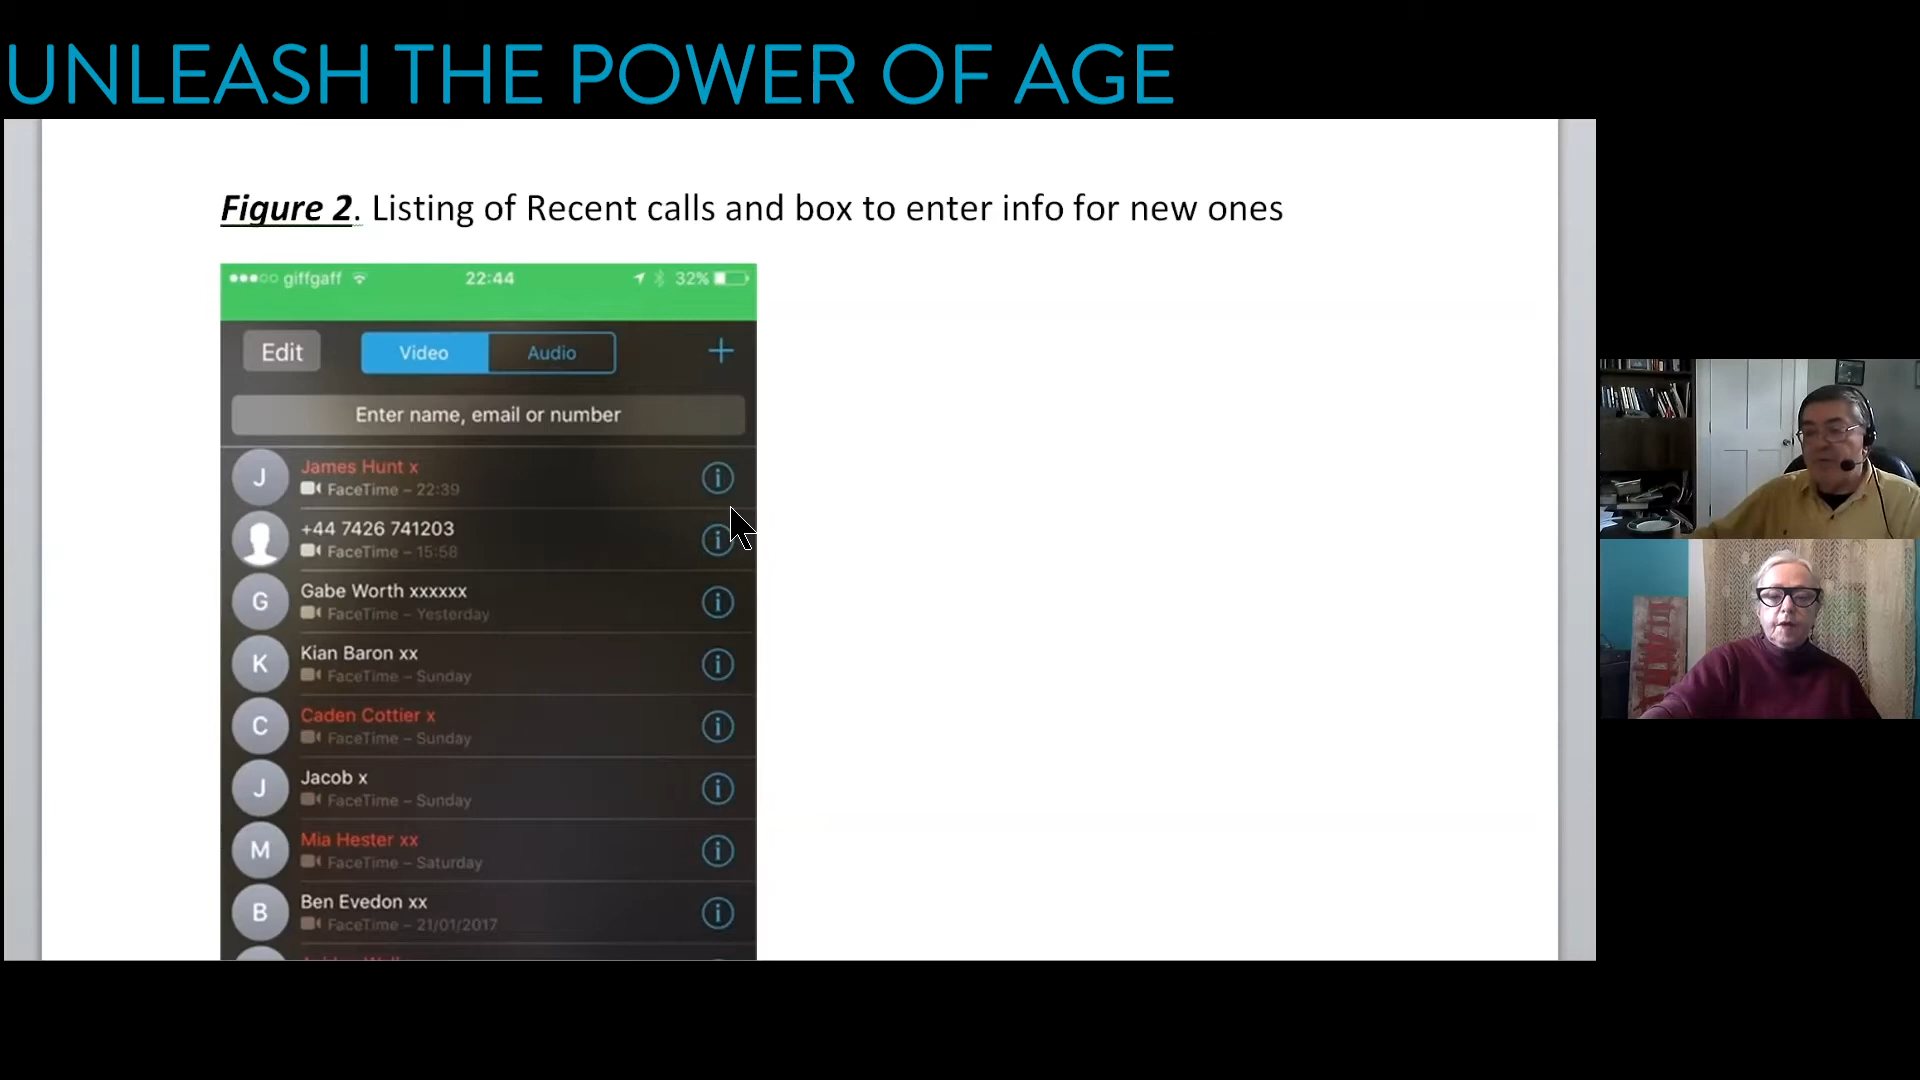 UNLEASH THE POWER OF AGE
Figure 2. Listing of Recent calls and box to enter info for new ones
giffgaff 22:44 32%
Edit Video Audio +
Enter name, email or number
J James Hunt x
FaceTime – 22:39
+44 7426 741203
FaceTime – 15:58
G Gabe Worth xxxxxx
FaceTime – Yesterday
K Kian Baron xx
FaceTime – Sunday
C Caden Cottier x
FaceTime – Sunday
J Jacob x
FaceTime – Sunday
M Mia Hester xx
FaceTime – Saturday
B Ben Evedon xx
FaceTime – 21/01/2017